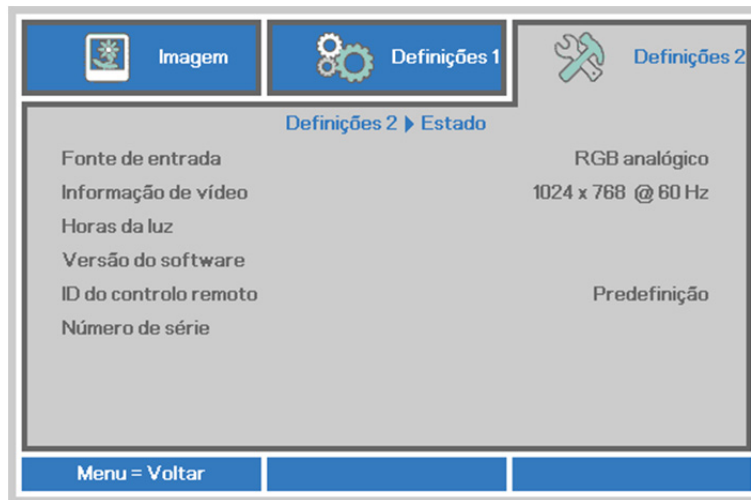 Imagem
Definições 1
Definições 2
Definições 2 ▶ Estado
Fonte de entrada RGB analógico
Informação de vídeo 1024 x 768 @ 60 Hz
Horas da luz
Versão do software
ID do controlo remoto Predefinição
Número de série
Menu = Voltar